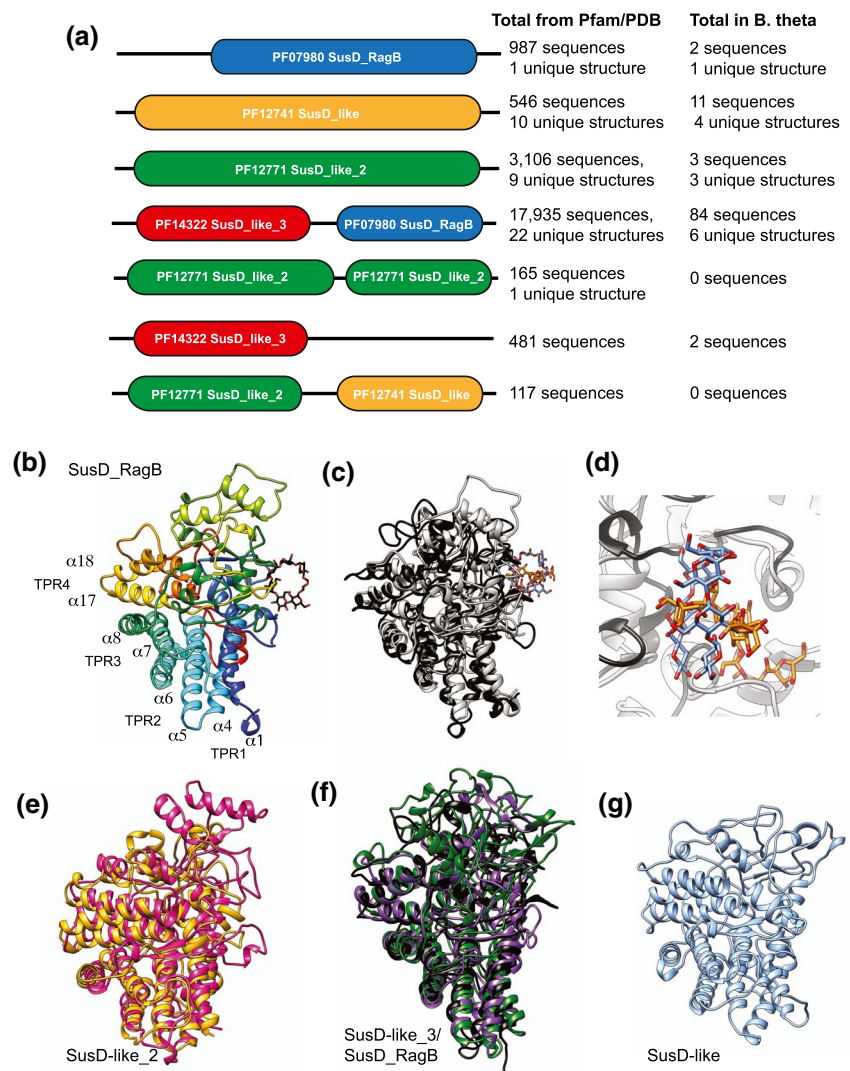 (a)
Total from Pfam/PDB Total in B. theta
PF07980 SusD_RagB
987 sequences
1 unique structure
2 sequences
1 unique structure
PF12741 SusD_like
546 sequences
10 unique structures
11 sequences
4 unique structures
PF12771 SusD_like_2
3,106 sequences,
9 unique structures
3 sequences
3 unique structures
PF14322 SusD_like_3
PF07980 SusD_RagB
17,935 sequences,
22 unique structures
84 sequences
6 unique structures
PF12771 SusD_like_2
PF12771 SusD_like_2
165 sequences
1 unique structure
0 sequences
PF14322 SusD_like_3
481 sequences
2 sequences
PF12771 SusD_like_2
PF12741 SusD_like
117 sequences
0 sequences
(b)
SusD_RagB
α18
TPR4
α17
α8
α7
TPR3
α6
TPR2
α5
α4
α1
TPR1
(c)
(d)
(e)
SusD-like_2
(f)
SusD-like_3/
SusD_RagB
(g)
SusD-like